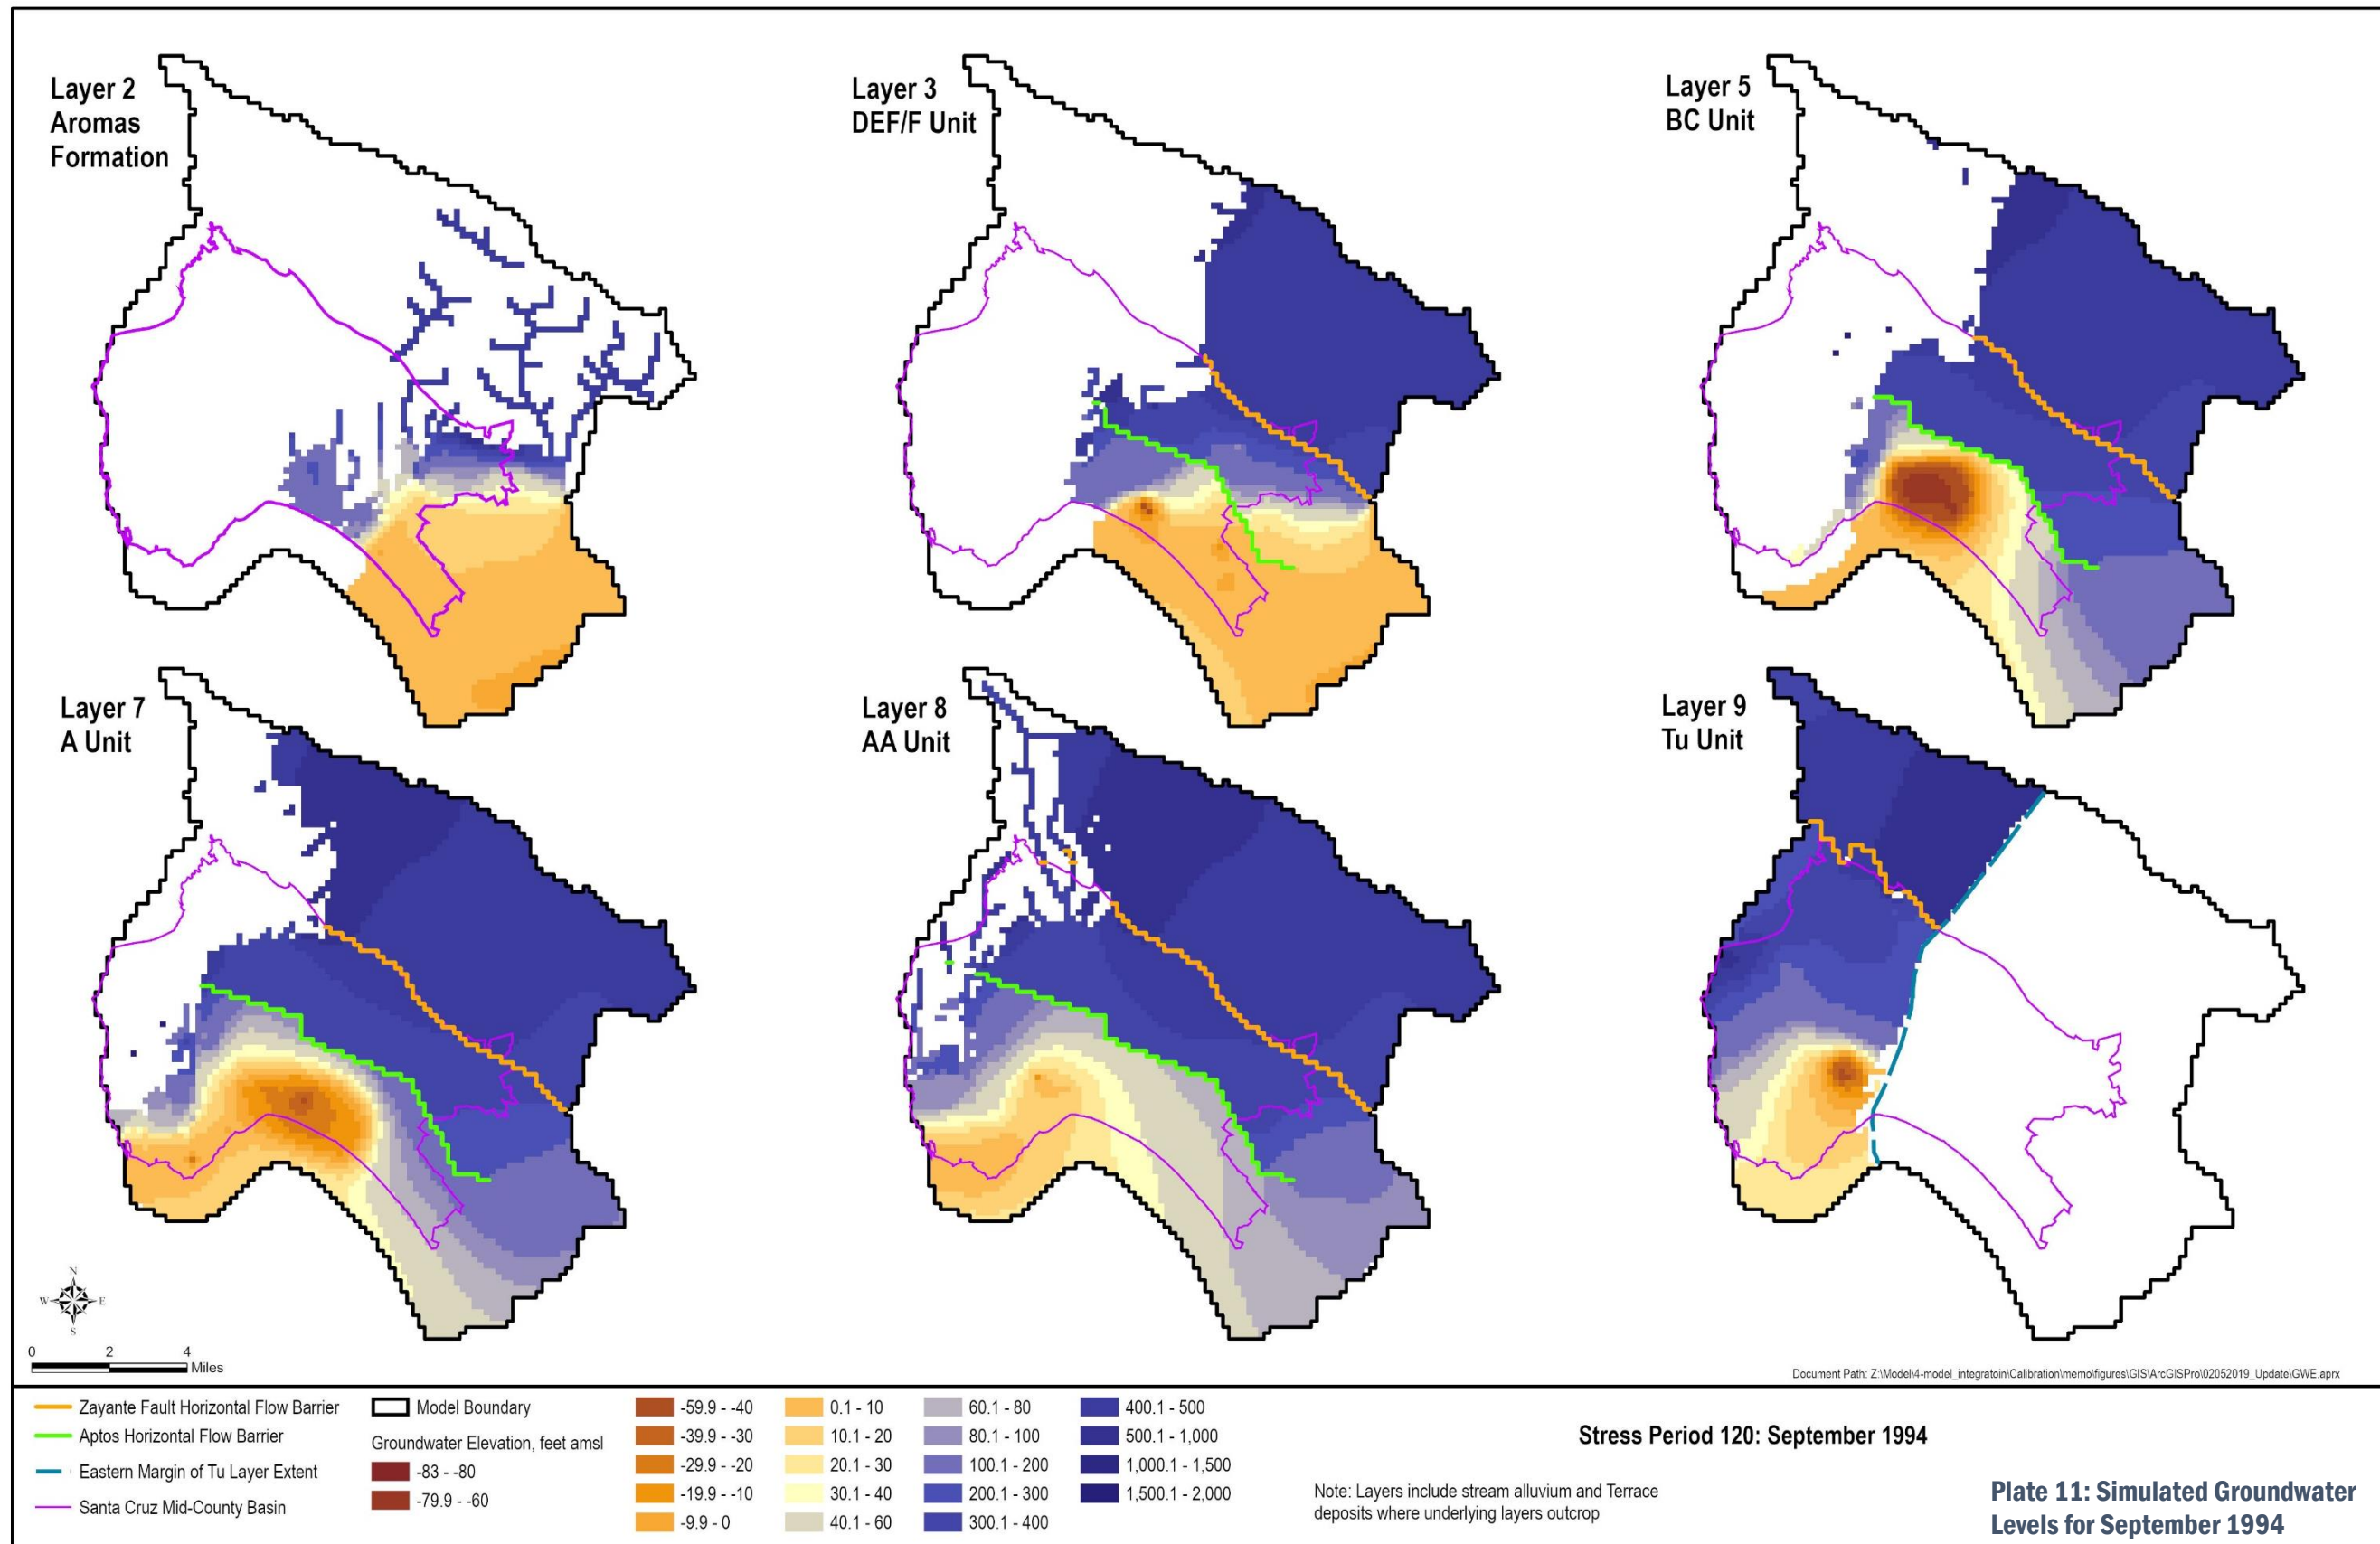 Layer 2
Aromas
Formation
Layer 3
DEF/F Unit
Layer 5
BC Unit
Layer 7
A Unit
Layer 8
AA Unit
Layer 9
Tu Unit
N
W E
S
0 2 4
Miles
Document Path: Z:\Model\4-model_integratoin\Calibration\memo\figures\GIS\ArcGISPro\02052019_Update\GWE.aprx
Zayante Fault Horizontal Flow Barrier
Aptos Horizontal Flow Barrier
Eastern Margin of Tu Layer Extent
Santa Cruz Mid-County Basin
Model Boundary
Groundwater Elevation, feet amsl
-83 - -80
-79.9 - -60
-59.9 - -40
-39.9 - -30
-29.9 - -20
-19.9 - -10
-9.9 - 0
0.1 - 10
10.1 - 20
20.1 - 30
30.1 - 40
40.1 - 60
60.1 - 80
80.1 - 100
100.1 - 200
200.1 - 300
300.1 - 400
400.1 - 500
500.1 - 1,000
1,000.1 - 1,500
1,500.1 - 2,000
Stress Period 120: September 1994
Note: Layers include stream alluvium and Terrace
deposits where underlying layers outcrop
Plate 11: Simulated Groundwater
Levels for September 1994